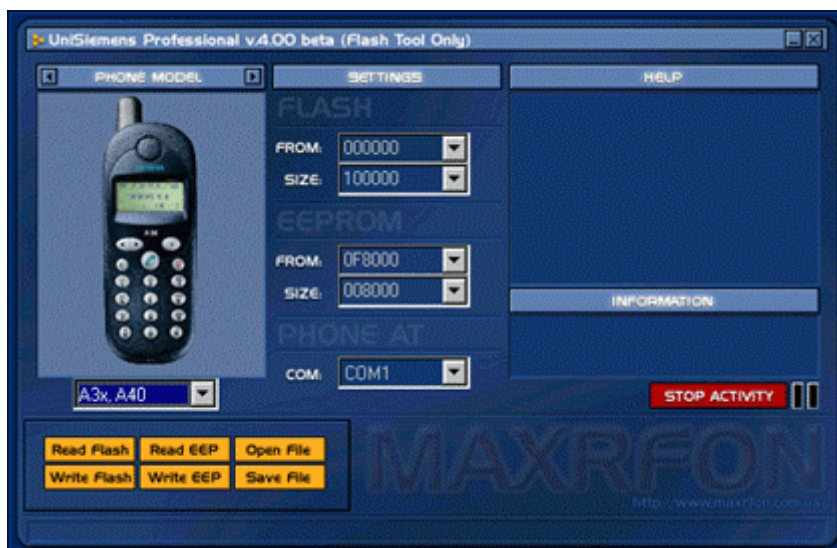 UniSiemens Professional v.4.00 beta (Flash Tool Only)
PHONE MODEL
SETTINGS
HELP
FLASH
FROM: 000000
SIZE: 100000
EEPROM
FROM: 0F8000
SIZE: 008000
INFORMATION
PHONE AT
COM: COM1
A3x, A40
STOP ACTIVITY
Read Flash Read EEP Open File
Write Flash Write EEP Save File
MAXRFON
http://www.maxrfon.com.ua